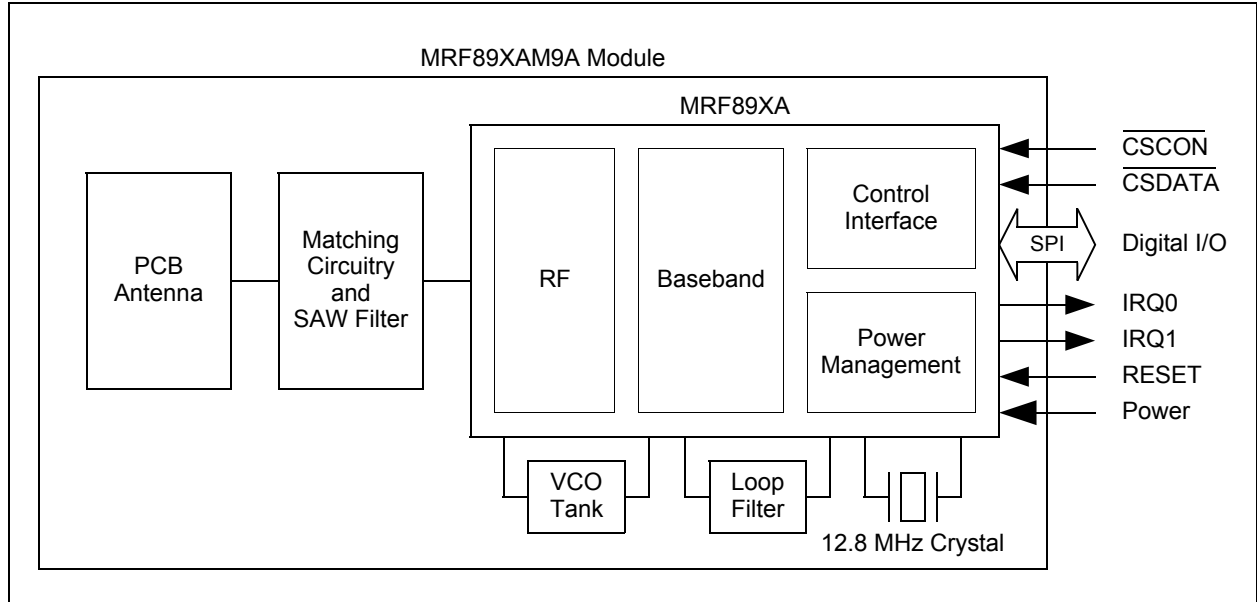 MRF89XAM9A Module
MRF89XA
PCB
Antenna
Matching
Circuitry
and
SAW Filter
RF
Baseband
Control
Interface
Power
Management
CSCON
CSDATA
SPI
Digital I/O
IRQ0
IRQ1
RESET
Power
VCO
Tank
Loop
Filter
12.8 MHz Crystal